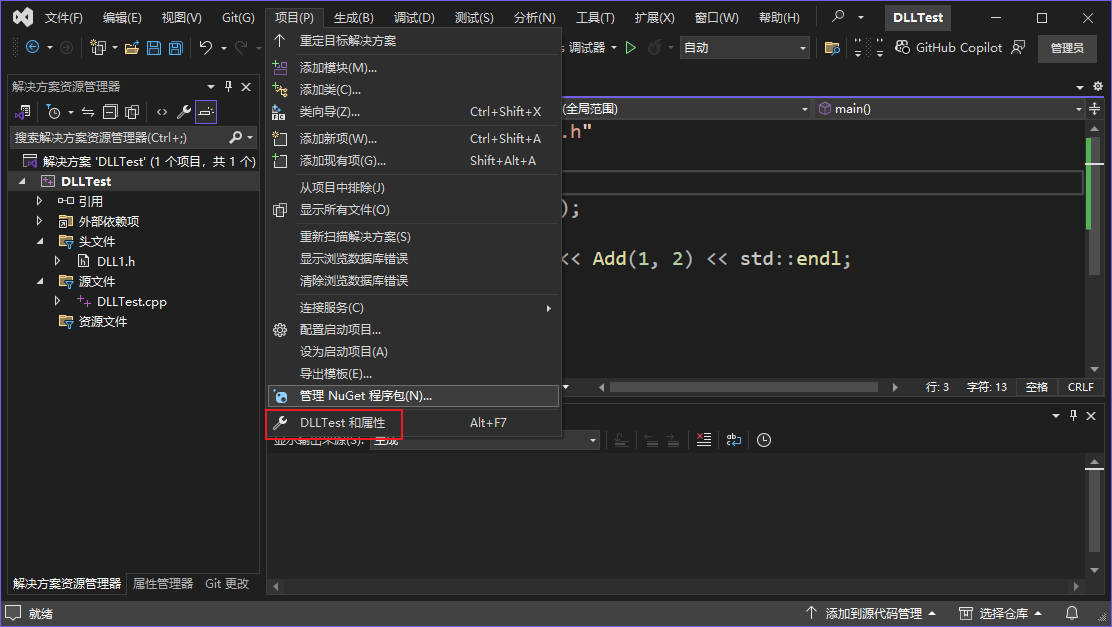 文件(F) 编辑(E) 视图(V) Git(G) 项目(P) 生成(B) 调试(D) 测试(S) 分析(N) 工具(T) 扩展(X) 窗口(W) 帮助(H) DLLTest
调试器 自动 GitHub Copilot 管理员
解决方案资源管理器
搜索解决方案资源管理器(Ctrl+;)
解决方案 'DLLTest' (1 个项目，共 1 个)
DLLTest
引用
外部依赖项
头文件
DLL1.h
源文件
DLLTest.cpp
资源文件
解决方案资源管理器 属性管理器 Git 更改
重定目标解决方案
添加模块(M)...
添加类(C)...
类向导(Z)... Ctrl+Shift+X
添加新项(W)... Ctrl+Shift+A
添加现有项(G)... Shift+Alt+A
从项目中排除(J)
显示所有文件(O)
重新扫描解决方案(S)
显示浏览数据库错误
清除浏览数据库错误
连接服务(C)
配置启动项目...
设为启动项目(A)
导出模板(E)...
管理 NuGet 程序包(N)...
DLLTest 和属性 Alt+F7
(全局范围) main()
.h"
);
<< Add(1, 2) << std::endl;
行: 3 字符: 13 空格 CRLF
显示输出来源(S): 生成
就绪 添加到源代码管理 选择仓库